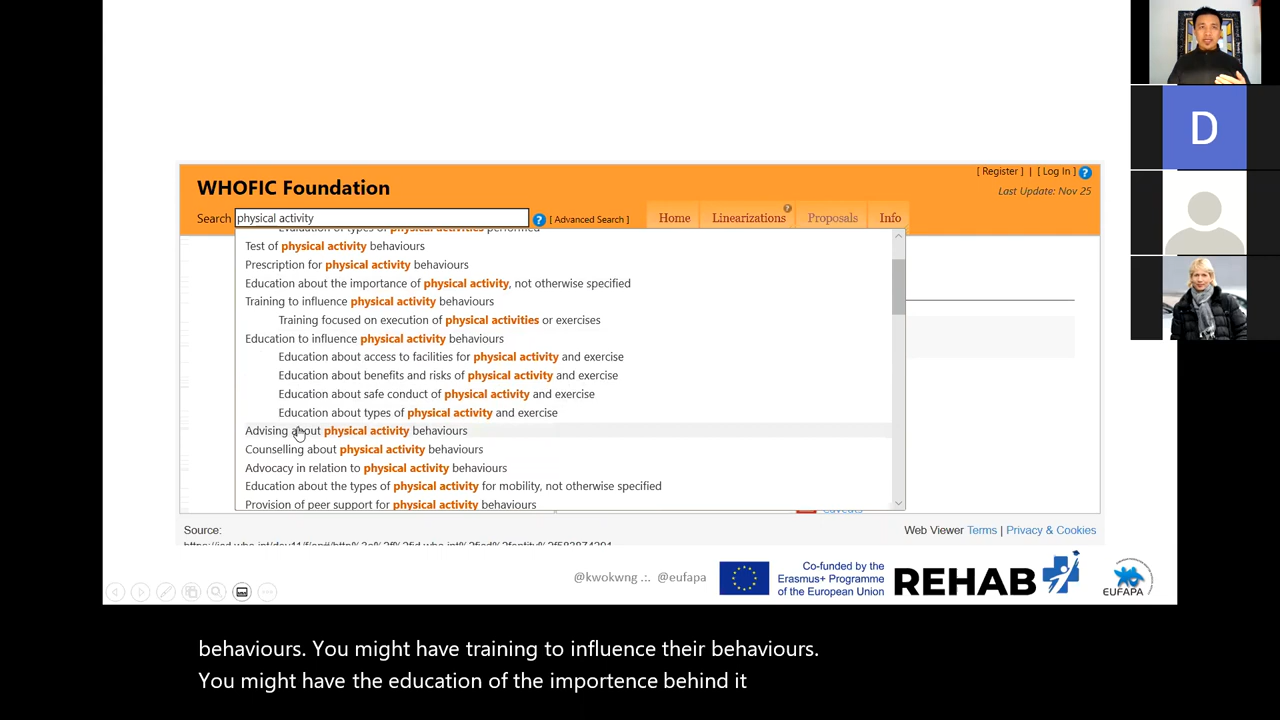 [ Register ] | [ Log In ] ?
WHOFIC Foundation
Last Update: Nov 25
Search physical activity ? [ Advanced Search ] Home Linearizations ? Proposals Info
Evaluation of types of physical activities performed
Test of physical activity behaviours
Prescription for physical activity behaviours
Education about the importance of physical activity, not otherwise specified
Training to influence physical activity behaviours
Training focused on execution of physical activities or exercises
Education to influence physical activity behaviours
Education about access to facilities for physical activity and exercise
Education about benefits and risks of physical activity and exercise
Education about safe conduct of physical activity and exercise
Education about types of physical activity and exercise
Advising about physical activity behaviours
Counselling about physical activity behaviours
Advocacy in relation to physical activity behaviours
Education about the types of physical activity for mobility, not otherwise specified
Provision of peer support for physical activity behaviours
Source:
Web Viewer Terms | Privacy & Cookies
@kwokwng .:. @eufapa
Co-funded by the
Erasmus+ Programme
of the European Union
REHAB
EUFAPA
D
behaviours. You might have training to influence their behaviours.
You might have the education of the importence behind it